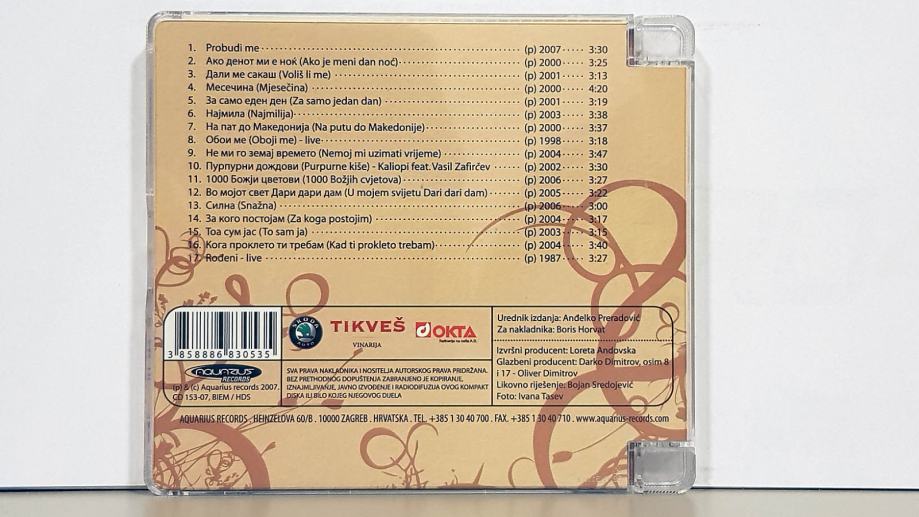 1. Probudi me (p) 2007 3:30
2. Ако денот ми е ноќ (Ako je meni dan noć) (p) 2000 3:25
3. Дали ме сакаш (Voliš li me) (p) 2001 3:13
4. Месечина (Mjesečina) (p) 2000 4:20
5. За само еден ден (Za samo jedan dan) (p) 2001 3:19
6. Најмила (Najmilija) (p) 2003 3:38
7. На пат до Македонија (Na putu do Makedonije) (p) 2000 3:37
8. Обои ме (Oboji me) - live (p) 1998 3:18
9. Не ми го земај времето (Nemoj mi uzimati vrijeme) (p) 2004 3:47
10. Пурпурни дождови (Purpurne kiše) - Kaliopi feat. Vasil Zafirčev (p) 2002 3:30
11. 1000 Божји цветови (1000 Božjih cvjetova) (p) 2006 3:27
12. Во мојот свет Дари дари дам (U mojem svijetu Dari dari dam) (p) 2005 3:22
13. Силна (Snažna) (p) 2006 3:00
14. За кого постојам (Za koga postojim) (p) 2004 3:17
15. Тоа сум јас (To sam ja) (p) 2003 3:15
16. Кога проклето ти требам (Kad ti prokleto trebam) (p) 2004 3:40
17. Rođeni - live (p) 1987 3:27
3 858886 830535
AQUARIUS
RECORDS
(p) & (c) Aquarius records 2007.
CD 153-07, BIEM / HDS
ŠKODA
Auto
TIKVEŠ
VINARIJA
OKTA
SVA PRAVA NAKLADNIKA I NOSITELJA AUTORSKOG PRAVA PRIDRŽANA.
BEZ PRETHODNOG DOPUŠTENJA ZABRANJENO JE KOPIRANJE,
IZNAJMLJIVANJE, JAVNO IZVOĐENJE I RADIODIFUZIJA OVOG KOMPAKT
DISKA ILI BILO KOJEG NJEGOVOG DIJELA
Urednik izdanja: Anđelko Preradović
Za nakladnika: Boris Horvat
Izvršni producent: Loreta Andovska
Glazbeni producent: Darko Dimitrov, osim 8
i 17 - Oliver Dimitrov
Likovno riješenje: Bojan Sredojević
Foto: Ivana Tasev
AQUARIUS RECORDS . HEINZELOVA 60/B . 10000 ZAGREB . HRVATSKA . TEL. +385 1 30 40 700 . FAX. +385 1 30 40 710 . www.aquarius-records.com